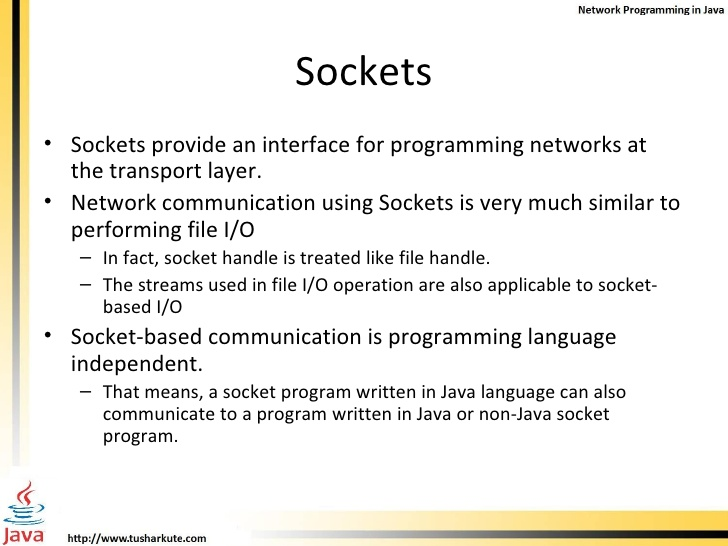 Network Programming in Java
Sockets
• Sockets provide an interface for programming networks at
the transport layer.
• Network communication using Sockets is very much similar to
performing file I/O
– In fact, socket handle is treated like file handle.
– The streams used in file I/O operation are also applicable to socket-
based I/O
• Socket-based communication is programming language
independent.
– That means, a socket program written in Java language can also
communicate to a program written in Java or non-Java socket
program.
Java
http://www.tusharkute.com